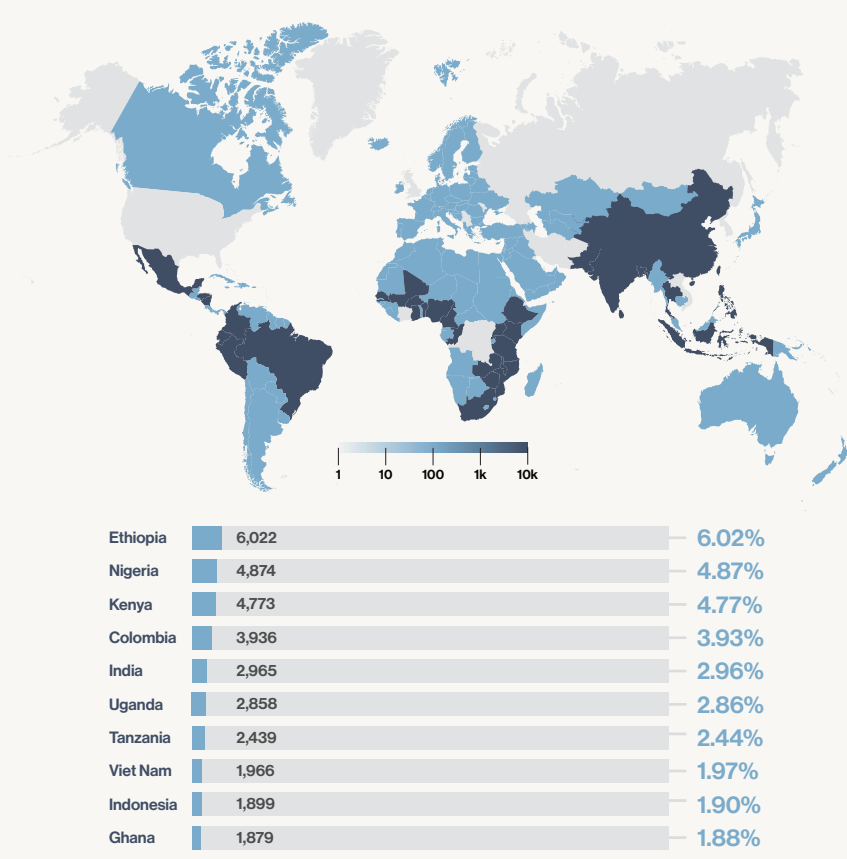 1 10 100 1k 10k
Ethiopia 6,022 6.02%
Nigeria 4,874 4.87%
Kenya 4,773 4.77%
Colombia 3,936 3.93%
India 2,965 2.96%
Uganda 2,858 2.86%
Tanzania 2,439 2.44%
Viet Nam 1,966 1.97%
Indonesia 1,899 1.90%
Ghana 1,879 1.88%